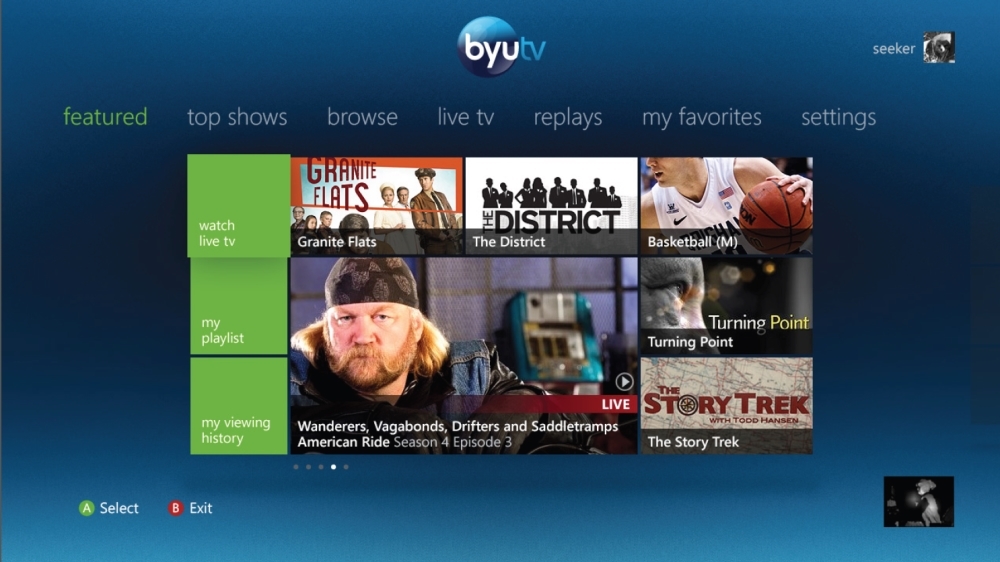 byutv
seeker
featured
top shows
browse
live tv
replays
my favorites
settings
watch
live tv
GRANITE
FLATS
Granite Flats
THE
DISTRICT
The District
Basketball (M)
my
playlist
LIVE
Wanderers, Vagabonds, Drifters and Saddletramps
American Ride Season 4 Episode 3
Turning Point
Turning Point
my viewing
history
THE
STORY TREK
WITH TODD HANSEN
The Story Trek
A Select
B Exit